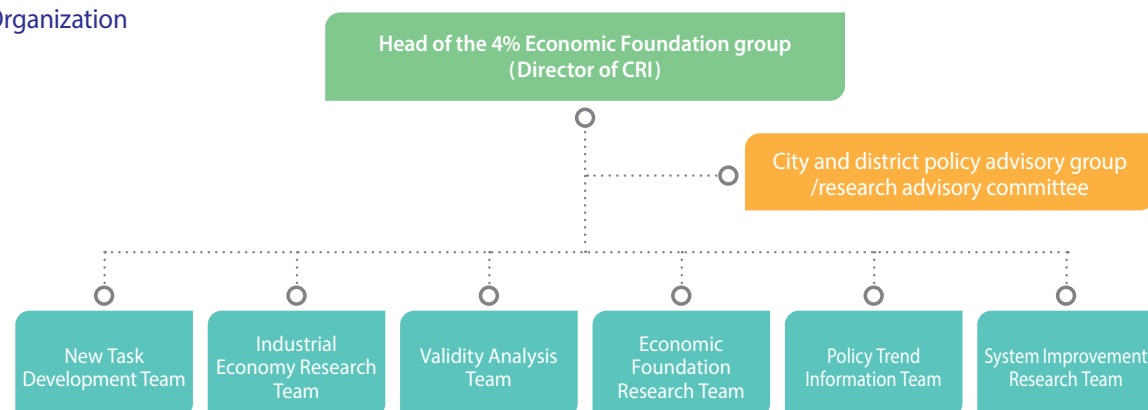 Organization
Head of the 4% Economic Foundation group
(Director of CRI)
City and district policy advisory group
/research advisory committee
New Task
Development Team
Industrial
Economy Research
Team
Validity Analysis
Team
Economic
Foundation
Research Team
Policy Trend
Information Team
System Improvement
Research Team